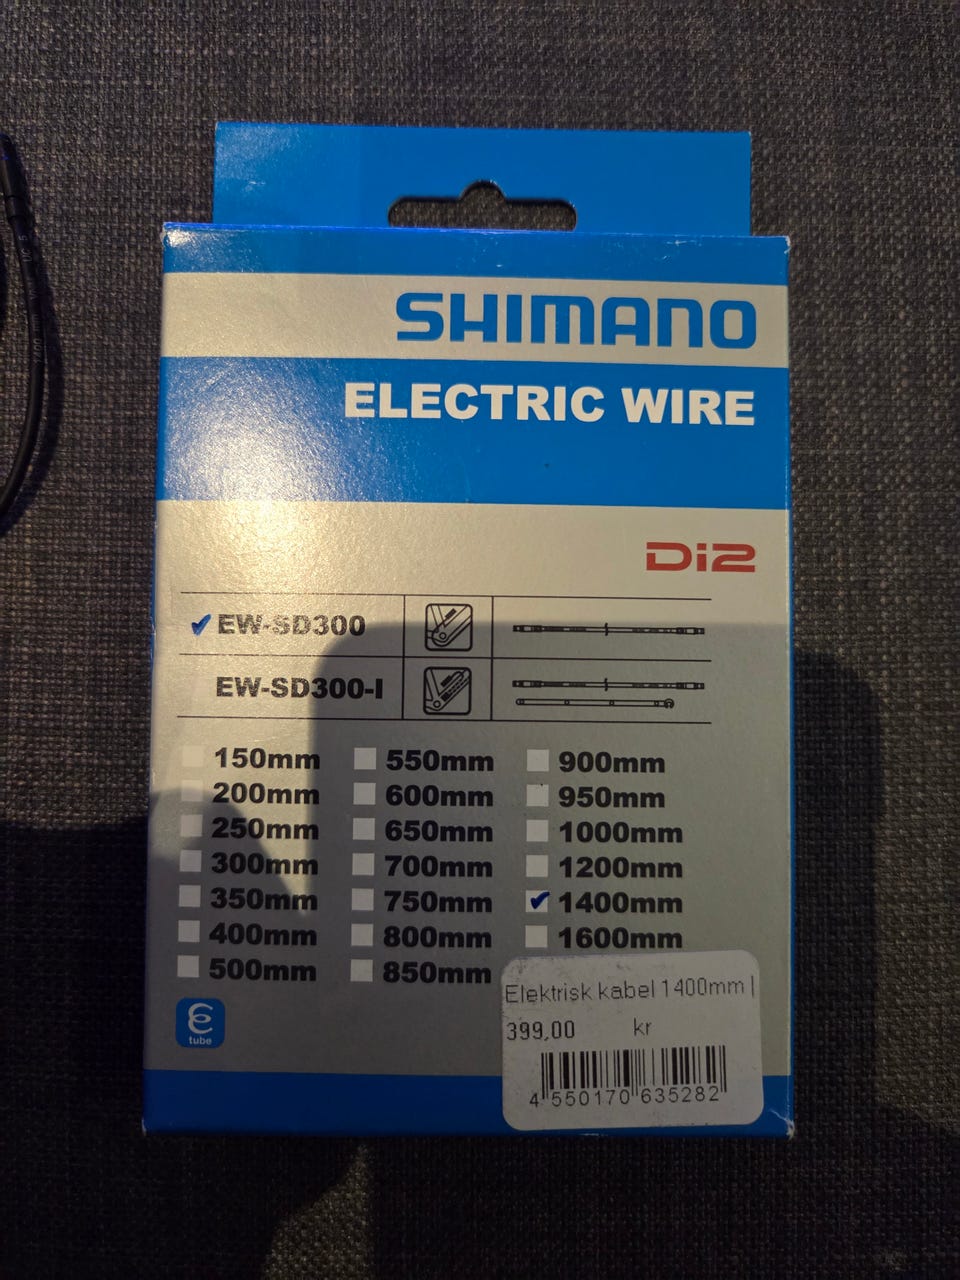 SHIMANO
ELECTRIC WIRE
Di2
EW-SD300
EW-SD300-I
150mm 550mm 900mm
200mm 600mm 950mm
250mm 650mm 1000mm
300mm 700mm 1200mm
350mm 750mm 1400mm
400mm 800mm 1600mm
500mm 850mm
E
tube
Elektrisk kabel 1400mm |
399,00 kr
4 550170 635282